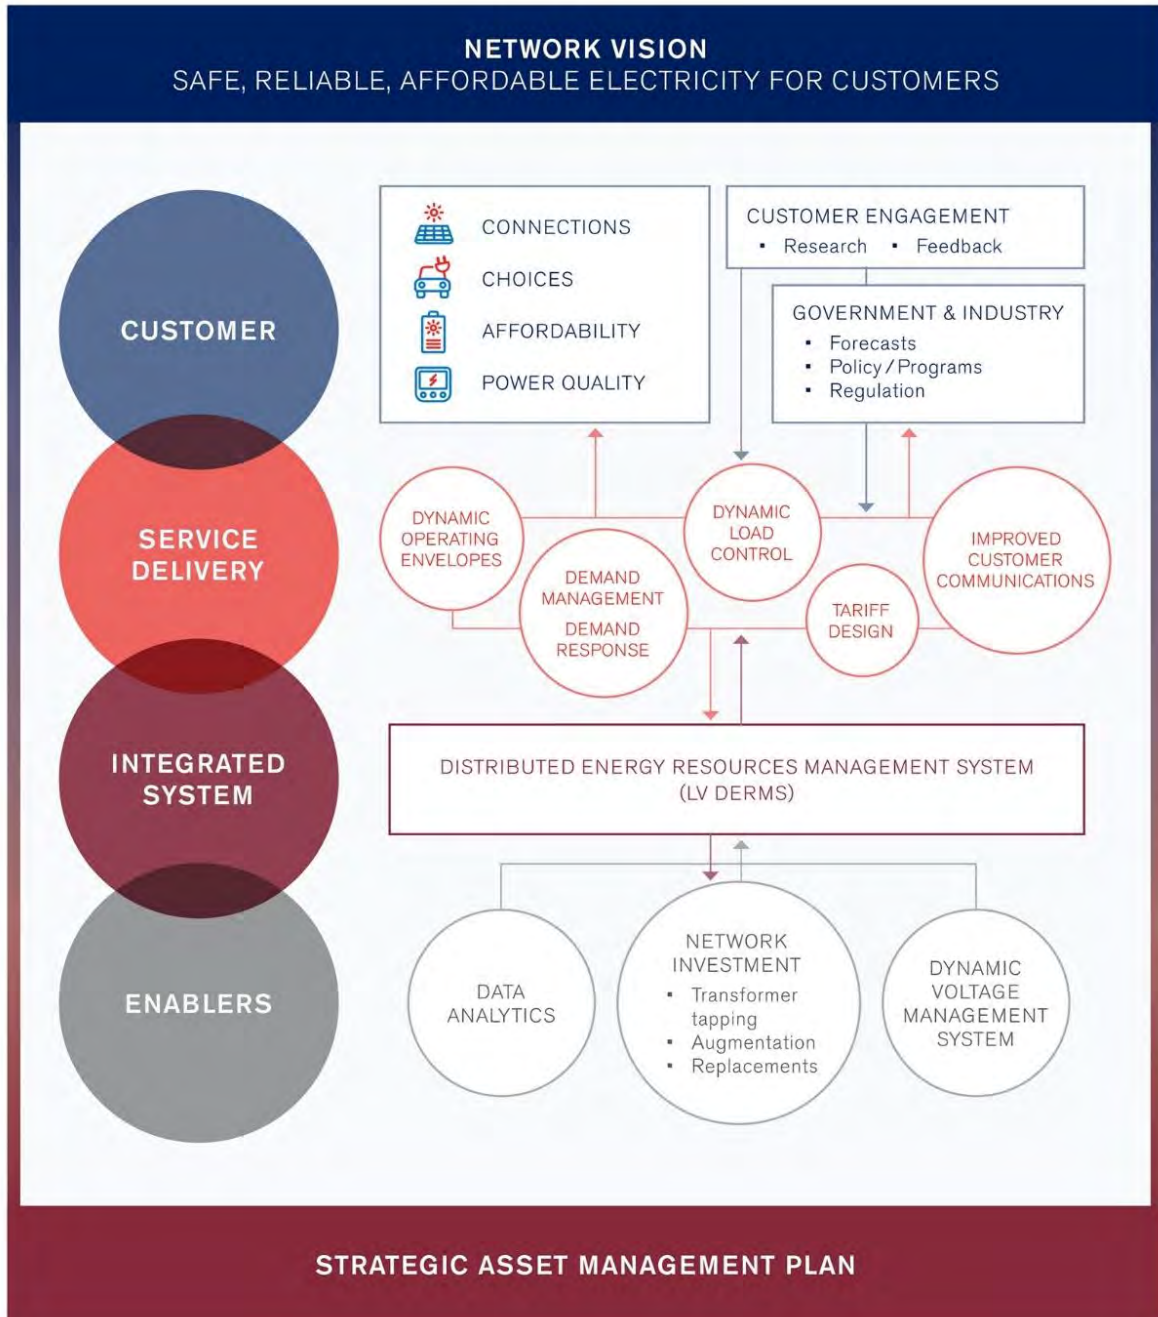 NETWORK VISION
SAFE, RELIABLE, AFFORDABLE ELECTRICITY FOR CUSTOMERS
CUSTOMER
CONNECTIONS
CHOICES
AFFORDABILITY
POWER QUALITY
CUSTOMER ENGAGEMENT
▪ Research ▪ Feedback
GOVERNMENT & INDUSTRY
▪ Forecasts
▪ Policy / Programs
▪ Regulation
SERVICE
DELIVERY
DYNAMIC
OPERATING
ENVELOPES
DEMAND
MANAGEMENT
DEMAND
RESPONSE
DYNAMIC
LOAD
CONTROL
TARIFF
DESIGN
IMPROVED
CUSTOMER
COMMUNICATIONS
INTEGRATED
SYSTEM
DISTRIBUTED ENERGY RESOURCES MANAGEMENT SYSTEM
(LV DERMS)
ENABLERS
DATA
ANALYTICS
NETWORK
INVESTMENT
▪ Transformer
tapping
▪ Augmentation
▪ Replacements
DYNAMIC
VOLTAGE
MANAGEMENT
SYSTEM
STRATEGIC ASSET MANAGEMENT PLAN